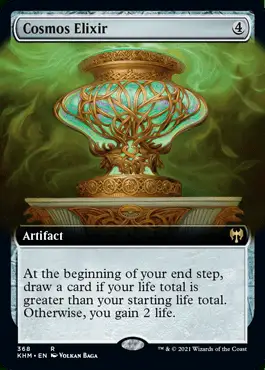 Cosmos Elixir 4
Artifact
At the beginning of your end step,
draw a card if your life total is
greater than your starting life total.
Otherwise, you gain 2 life.
368 R
KHM • EN VOLKAN BAGA
™ & © 2021 Wizards of the Coast